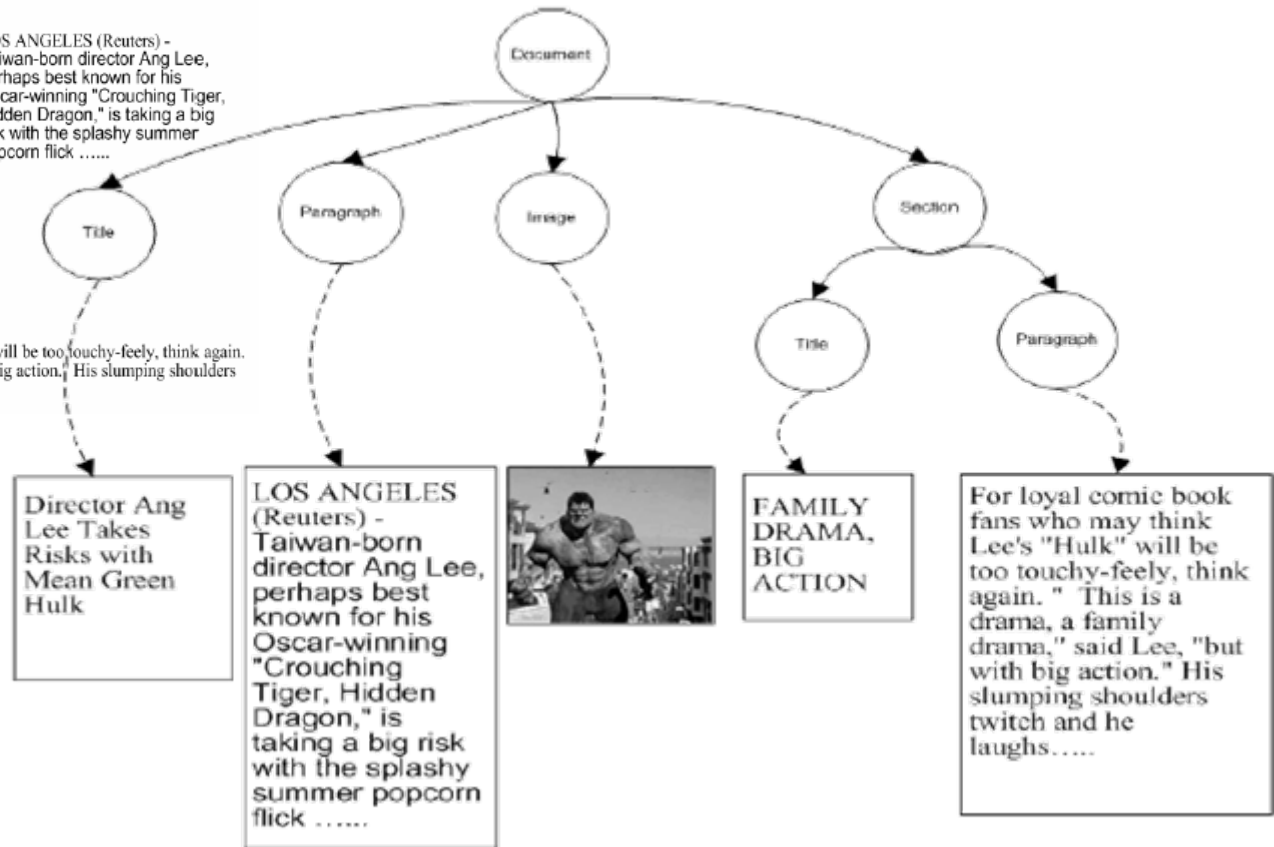 OS ANGELES (Reuters) -
iwan-born director Ang Lee,
rhaps best known for his
car-winning "Crouching Tiger,
dden Dragon," is taking a big
k with the splashy summer
pcorn flick ......
Document
Title
Paragraph
Image
Section
Title
Paragraph
will be too touchy-feely, think again.
ig action." His slumping shoulders
Director Ang
Lee Takes
Risks with
Mean Green
Hulk
LOS ANGELES
(Reuters) -
Taiwan-born
director Ang Lee,
perhaps best
known for his
Oscar-winning
"Crouching
Tiger, Hidden
Dragon," is
taking a big risk
with the splashy
summer popcorn
flick ......
FAMILY
DRAMA,
BIG
ACTION
For loyal comic book
fans who may think
Lee's "Hulk" will be
too touchy-feely, think
again. " This is a
drama, a family
drama," said Lee, "but
with big action." His
slumping shoulders
twitch and he
laughs.....